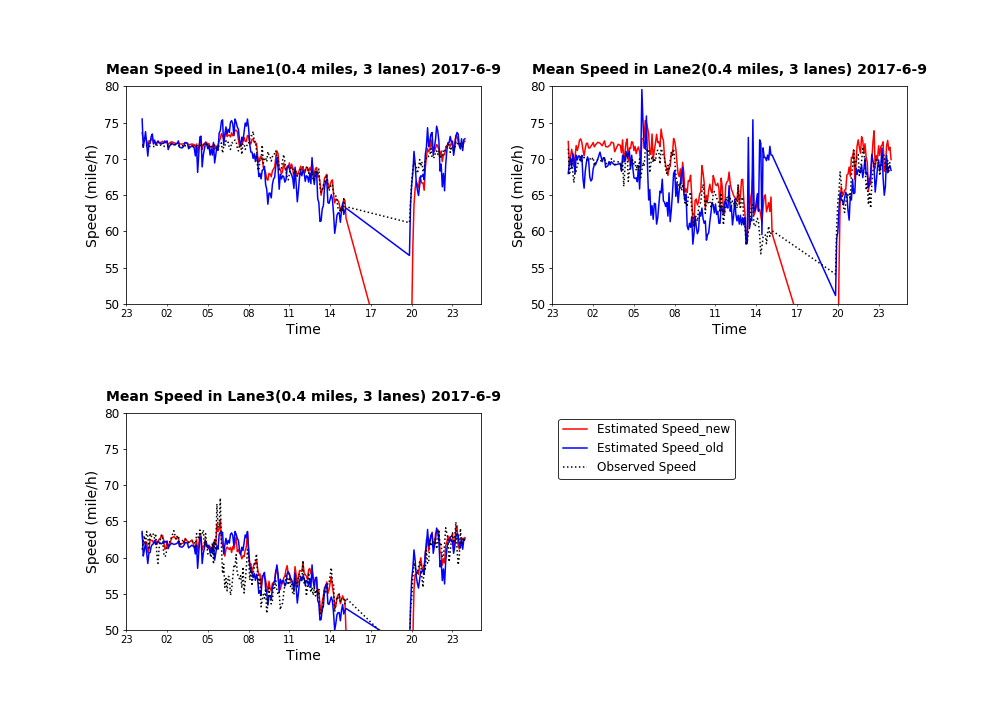 Mean Speed in Lane1(0.4 miles, 3 lanes) 2017-6-9
80
75
70
65
60
55
50
Speed (mile/h)
23 02 05 08 11 14 17 20 23
Time
Mean Speed in Lane2(0.4 miles, 3 lanes) 2017-6-9
80
75
70
65
60
55
50
Speed (mile/h)
23 02 05 08 11 14 17 20 23
Time
Mean Speed in Lane3(0.4 miles, 3 lanes) 2017-6-9
80
75
70
65
60
55
50
Speed (mile/h)
23 02 05 08 11 14 17 20 23
Time
Estimated Speed_new
Estimated Speed_old
Observed Speed